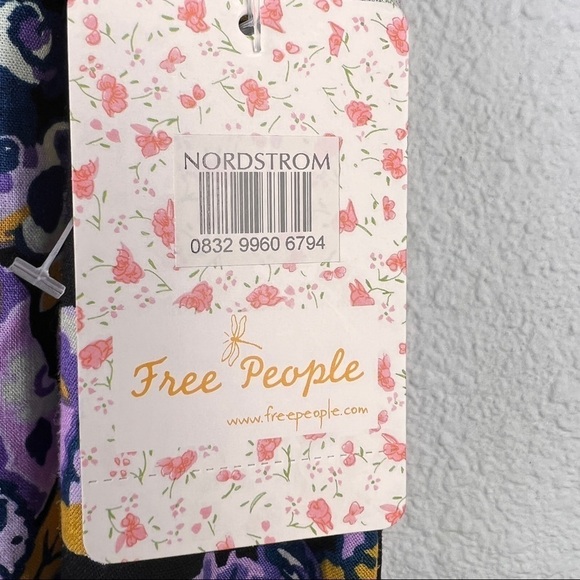 NORDSTROM
0832 9960 6794
Free People
www.freepeople.com